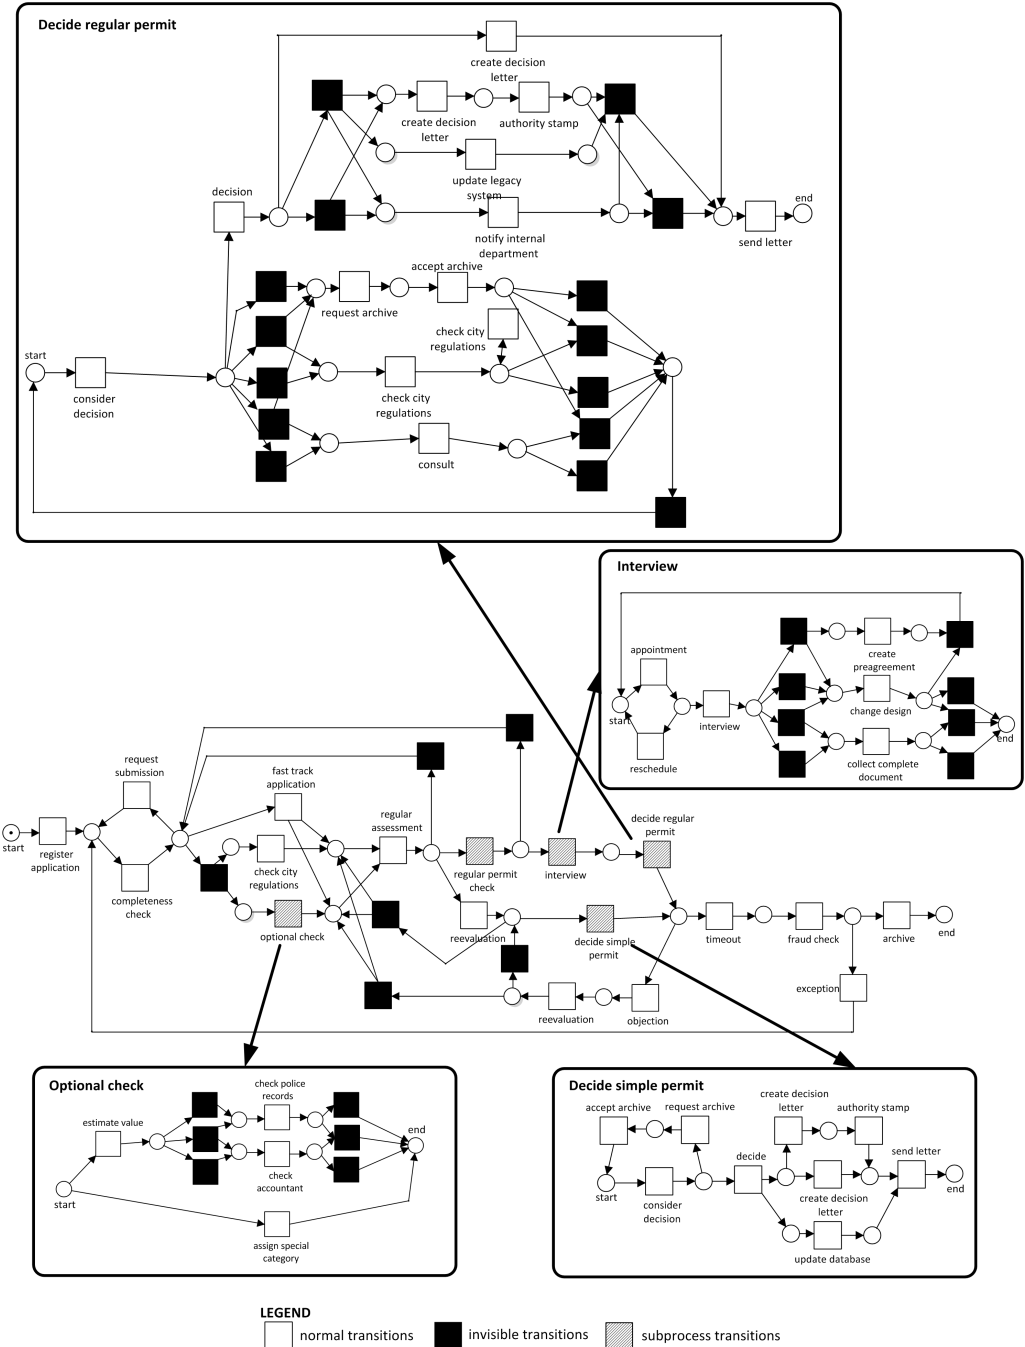 Decide regular permit
create decision
letter
create decision
letter
authority stamp
update legacy
system
decision
end
notify internal
department
send letter
accept archive
request archive
check city
regulations
start
consider
decision
check city
regulations
consult
Interview
appointment
create
preagreement
start
interview
change design
end
reschedule
collect complete
document
request
submission
fast track
application
regular
assessment
decide regular
permit
start
register
application
check city
regulations
regular permit
check
interview
completeness
check
optional check
reevaluation
decide simple
permit
timeout
fraud check
archive
end
exception
reevaluation
objection
Optional check
check police
records
estimate value
end
check
accountant
start
assign special
category
Decide simple permit
create decision
letter
accept archive
request archive
authority stamp
decide
send letter
start
consider
decision
create decision
letter
end
update database
LEGEND
normal transitions
invisible transitions
subprocess transitions